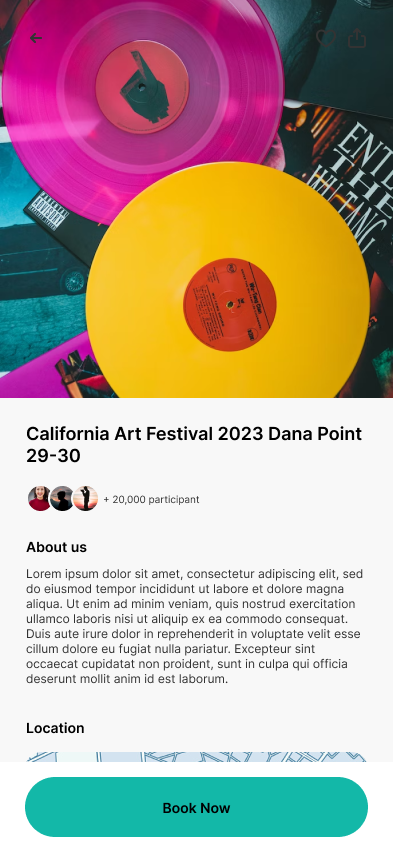 ENTE
THE
WAITING
California Art Festival 2023 Dana Point
29-30
+ 20,000 participant
About us
Lorem ipsum dolor sit amet, consectetur adipiscing elit, sed
do eiusmod tempor incididunt ut labore et dolore magna
aliqua. Ut enim ad minim veniam, quis nostrud exercitation
ullamco laboris nisi ut aliquip ex ea commodo consequat.
Duis aute irure dolor in reprehenderit in voluptate velit esse
cillum dolore eu fugiat nulla pariatur. Excepteur sint
occaecat cupidatat non proident, sunt in culpa qui officia
deserunt mollit anim id est laborum.
Location
Book Now